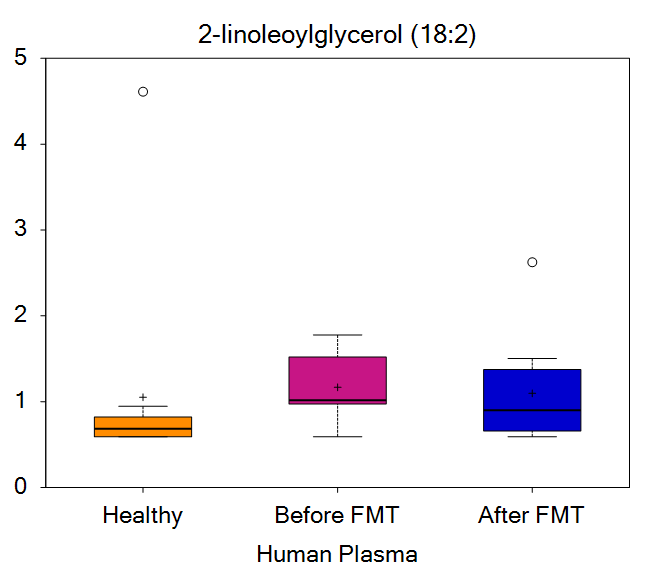 2-linoleoylglycerol (18:2)
5
4
3
2
1
0
Healthy Before FMT After FMT
Human Plasma